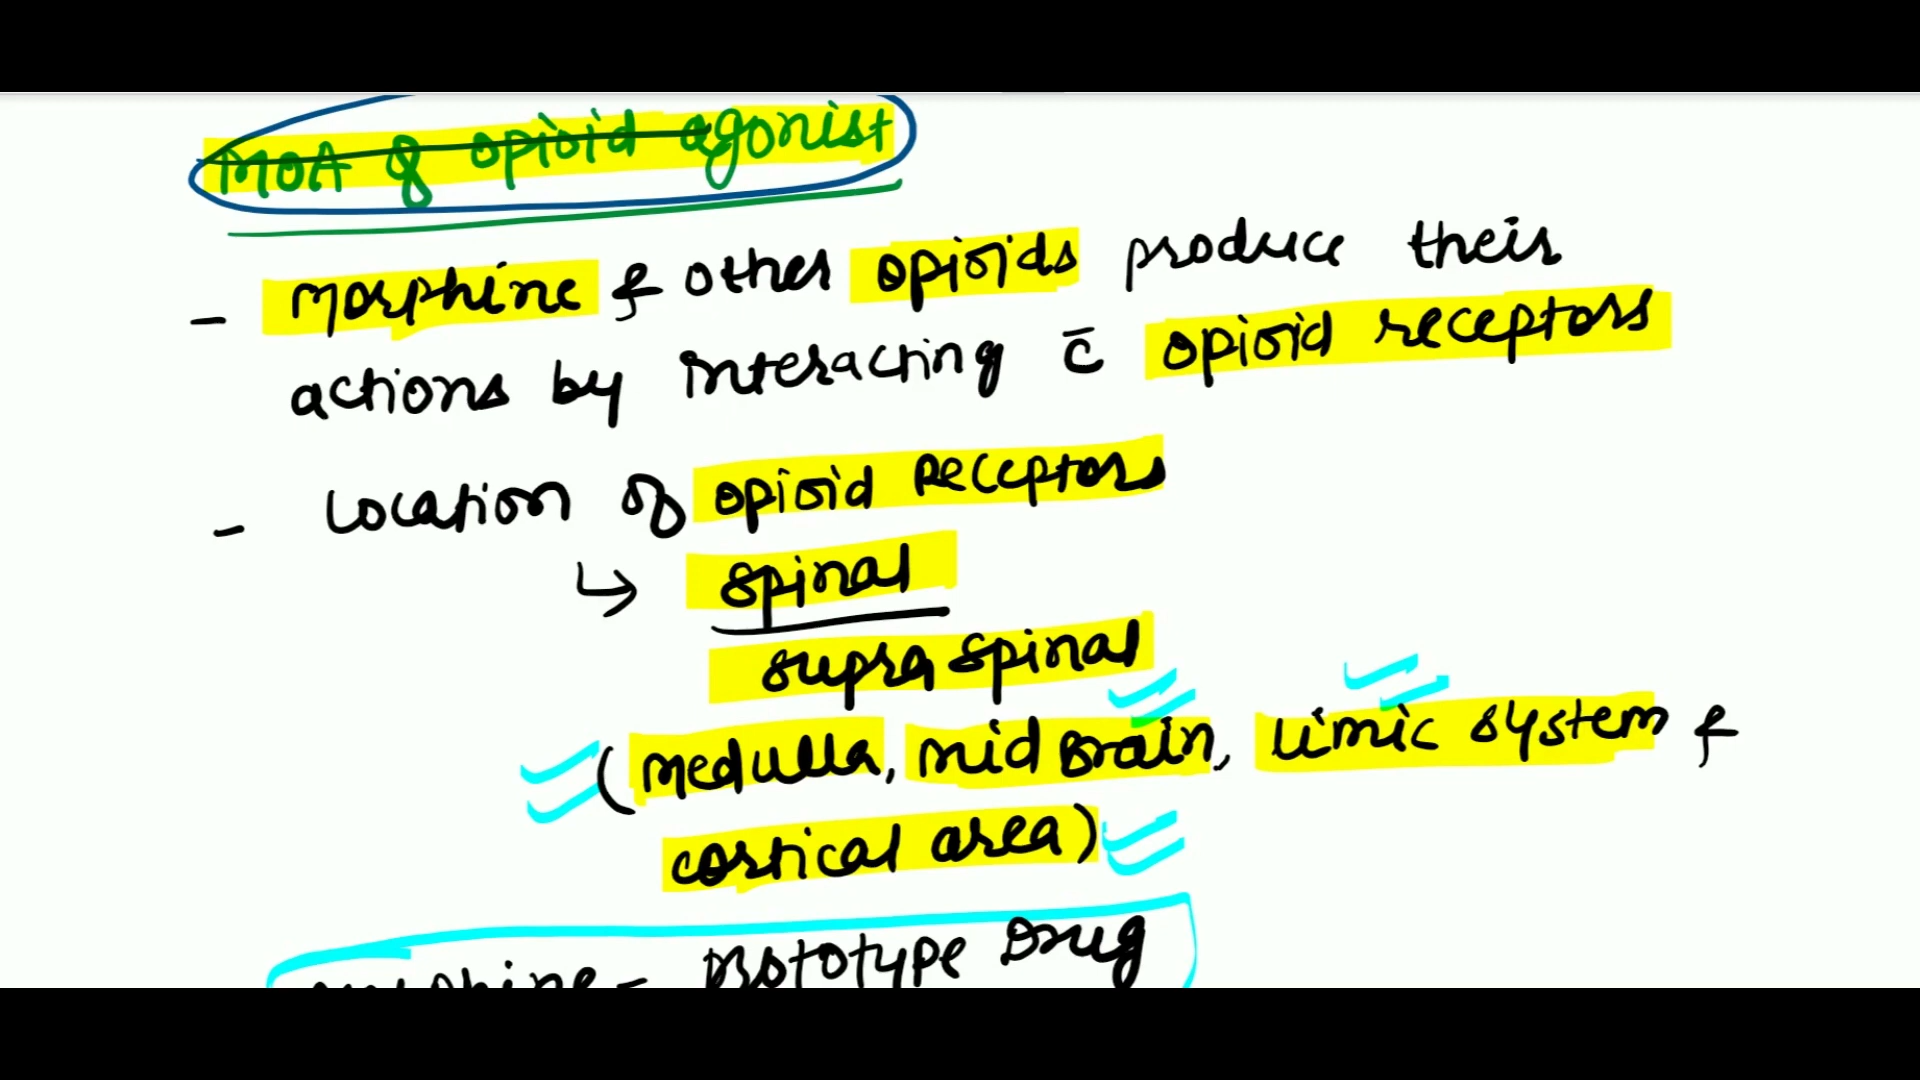 MOA of opioid agonist
- Morphine & other opioids produce their
actions by interacting c̄ opioid receptors
- Location of opioid Receptors
↳ spinal
supra spinal
(medulla, mid Brain, Limic system &
cortical area)
morphine - Prototype Drug